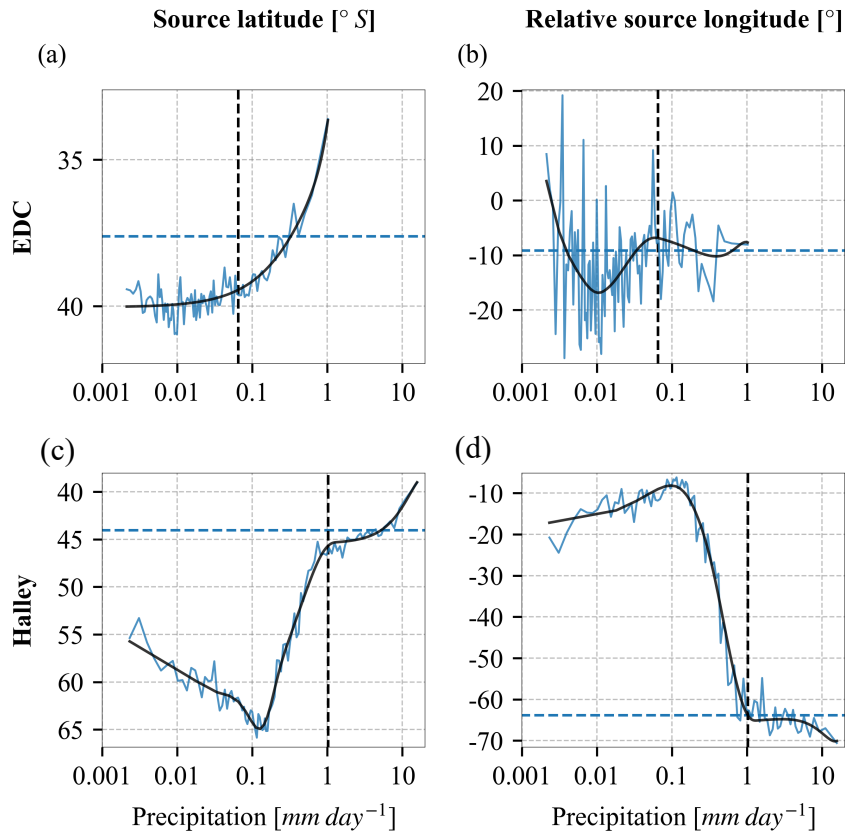 Source latitude [° S]
Relative source longitude [°]
(a)
(b)
EDC
35
40
0.001 0.01 0.1 1 10
20
10
0
-10
-20
0.001 0.01 0.1 1 10
(c)
(d)
Halley
40
45
50
55
60
65
0.001 0.01 0.1 1 10
Precipitation [mm day⁻¹]
-10
-20
-30
-40
-50
-60
-70
0.001 0.01 0.1 1 10
Precipitation [mm day⁻¹]